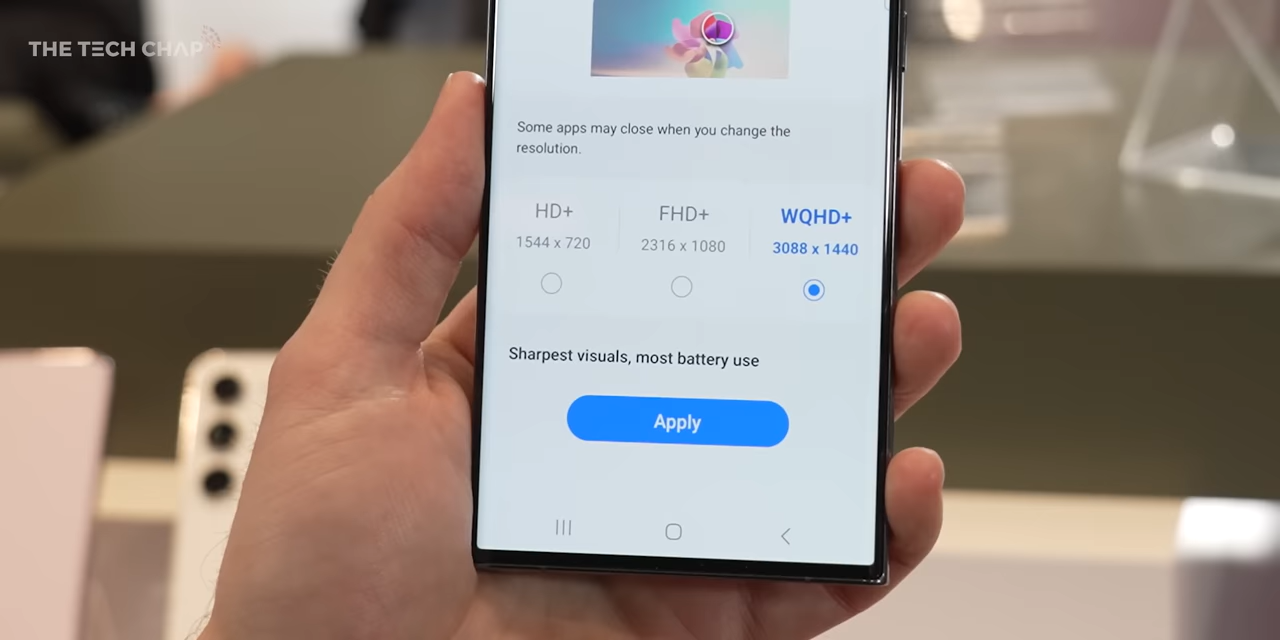 THE TECH CHAP
Some apps may close when you change the
resolution.
HD+
FHD+
WQHD+
1544 x 720
2316 x 1080
3088 x 1440
Sharpest visuals, most battery use
Apply